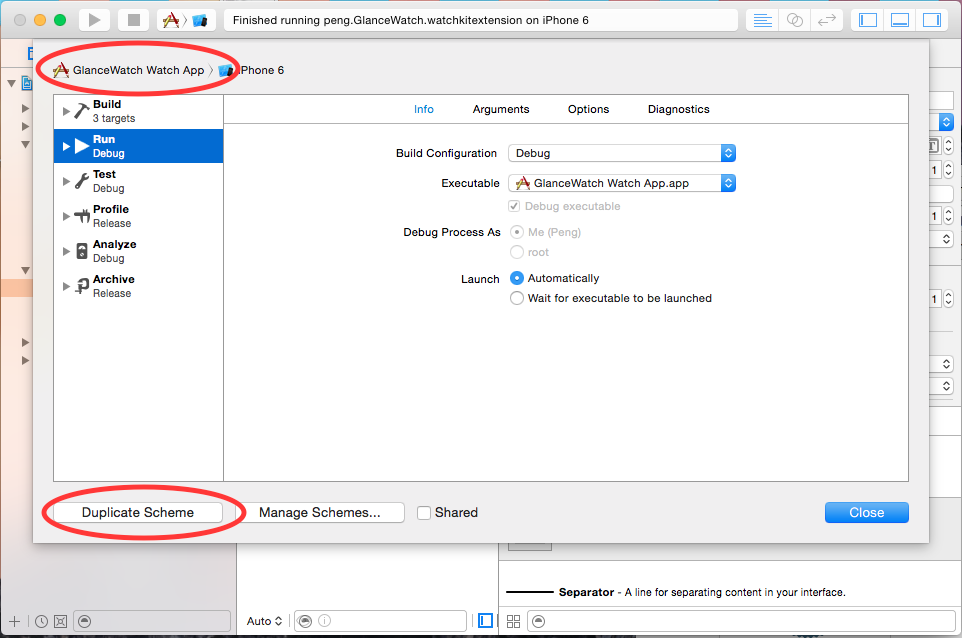 Finished running peng.GlanceWatch.watchkitextension on iPhone 6
GlanceWatch Watch App iPhone 6
Build
3 targets
Run
Debug
Test
Debug
Profile
Release
Analyze
Debug
Archive
Release
Info Arguments Options Diagnostics
Build Configuration Debug
Executable GlanceWatch Watch App.app
Debug executable
Debug Process As Me (Peng)
root
Launch Automatically
Wait for executable to be launched
T
1
1
1
Duplicate Scheme Manage Schemes... Shared Close
Separator - A line for separating content in your interface.
Auto